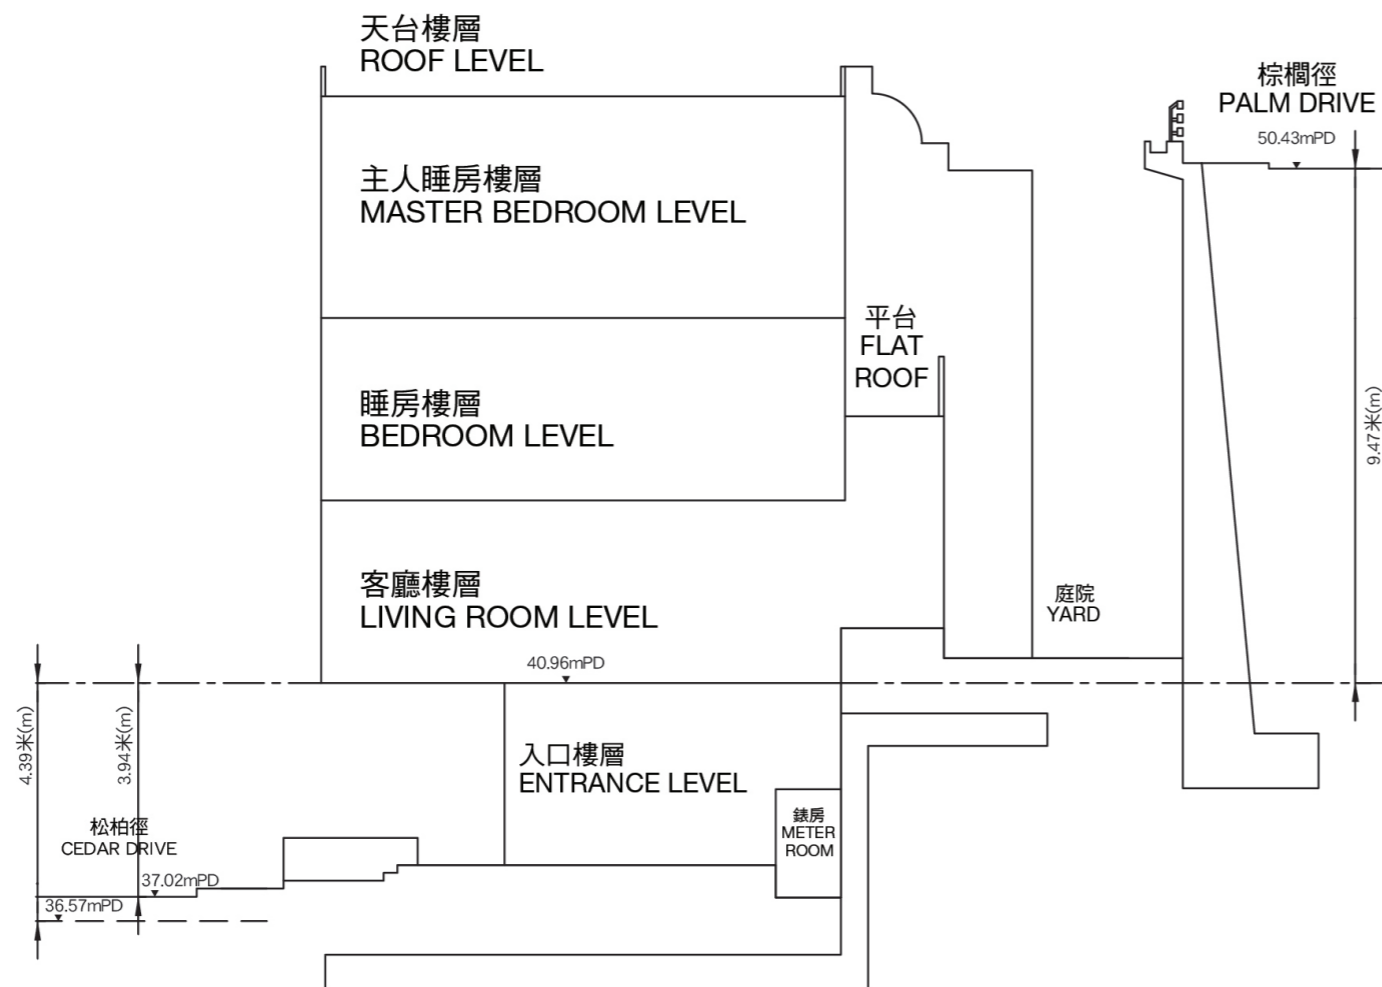 天台樓層
ROOF LEVEL
棕櫚徑
PALM DRIVE
50.43mPD
主人睡房樓層
MASTER BEDROOM LEVEL
平台
FLAT
ROOF
睡房樓層
BEDROOM LEVEL
9.47米(m)
客廳樓層
LIVING ROOM LEVEL
庭院
YARD
40.96mPD
4.39米(m)
3.94米(m)
入口樓層
ENTRANCE LEVEL
錶房
METER
ROOM
松柏徑
CEDAR DRIVE
37.02mPD
36.57mPD